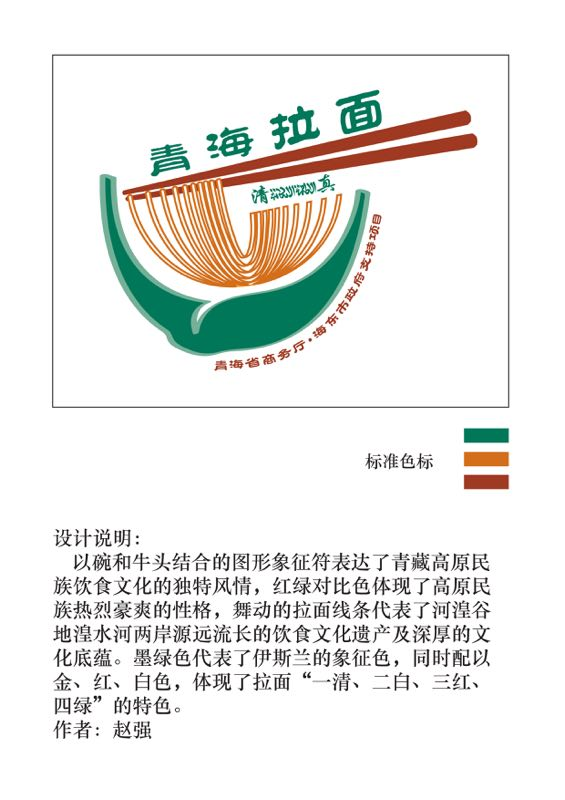 青海拉面
清 真
青海省商务厅·海东市政府支持项目
标准色标
设计说明：
以碗和牛头结合的图形象征符表达了青藏高原民
族饮食文化的独特风情，红绿对比色体现了高原民
族热烈豪爽的性格，舞动的拉面线条代表了河湟谷
地湟水河两岸源远流长的饮食文化遗产及深厚的文
化底蕴。墨绿色代表了伊斯兰的象征色，同时配以
金、红、白色，体现了拉面“一清、二白、三红、
四绿”的特色。
作者：赵强